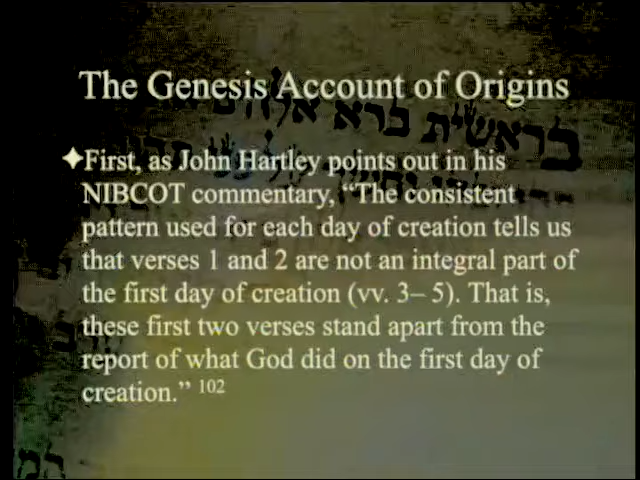 The Genesis Account of Origins
בראשית ברא אלהים
✦First, as John Hartley points out in his
NIBCOT commentary, “The consistent
pattern used for each day of creation tells us
that verses 1 and 2 are not an integral part of
the first day of creation (vv. 3– 5). That is,
these first two verses stand apart from the
report of what God did on the first day of
creation.” 102